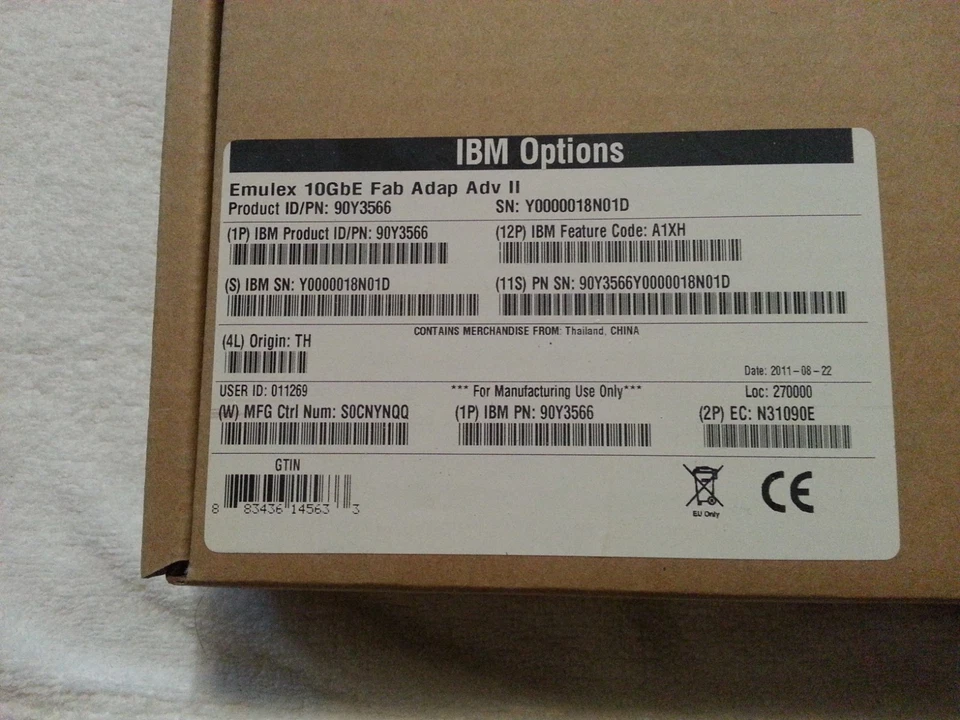 IBM Options
Emulex 10GbE Fab Adap Adv II
Product ID/PN: 90Y3566 SN: Y0000018N01D
(1P) IBM Product ID/PN: 90Y3566 (12P) IBM Feature Code: A1XH
(S) IBM SN: Y0000018N01D (11S) PN SN: 90Y3566Y0000018N01D
CONTAINS MERCHANDISE FROM: Thailand, CHINA
(4L) Origin: TH
Date: 2011-08-22
USER ID: 011269 *** For Manufacturing Use Only*** Loc: 270000
(W) MFG Ctrl Num: S0CNYNQQ (1P) IBM PN: 90Y3566 (2P) EC: N31090E
GTIN
8 83436 14563 3
EU Only
CE